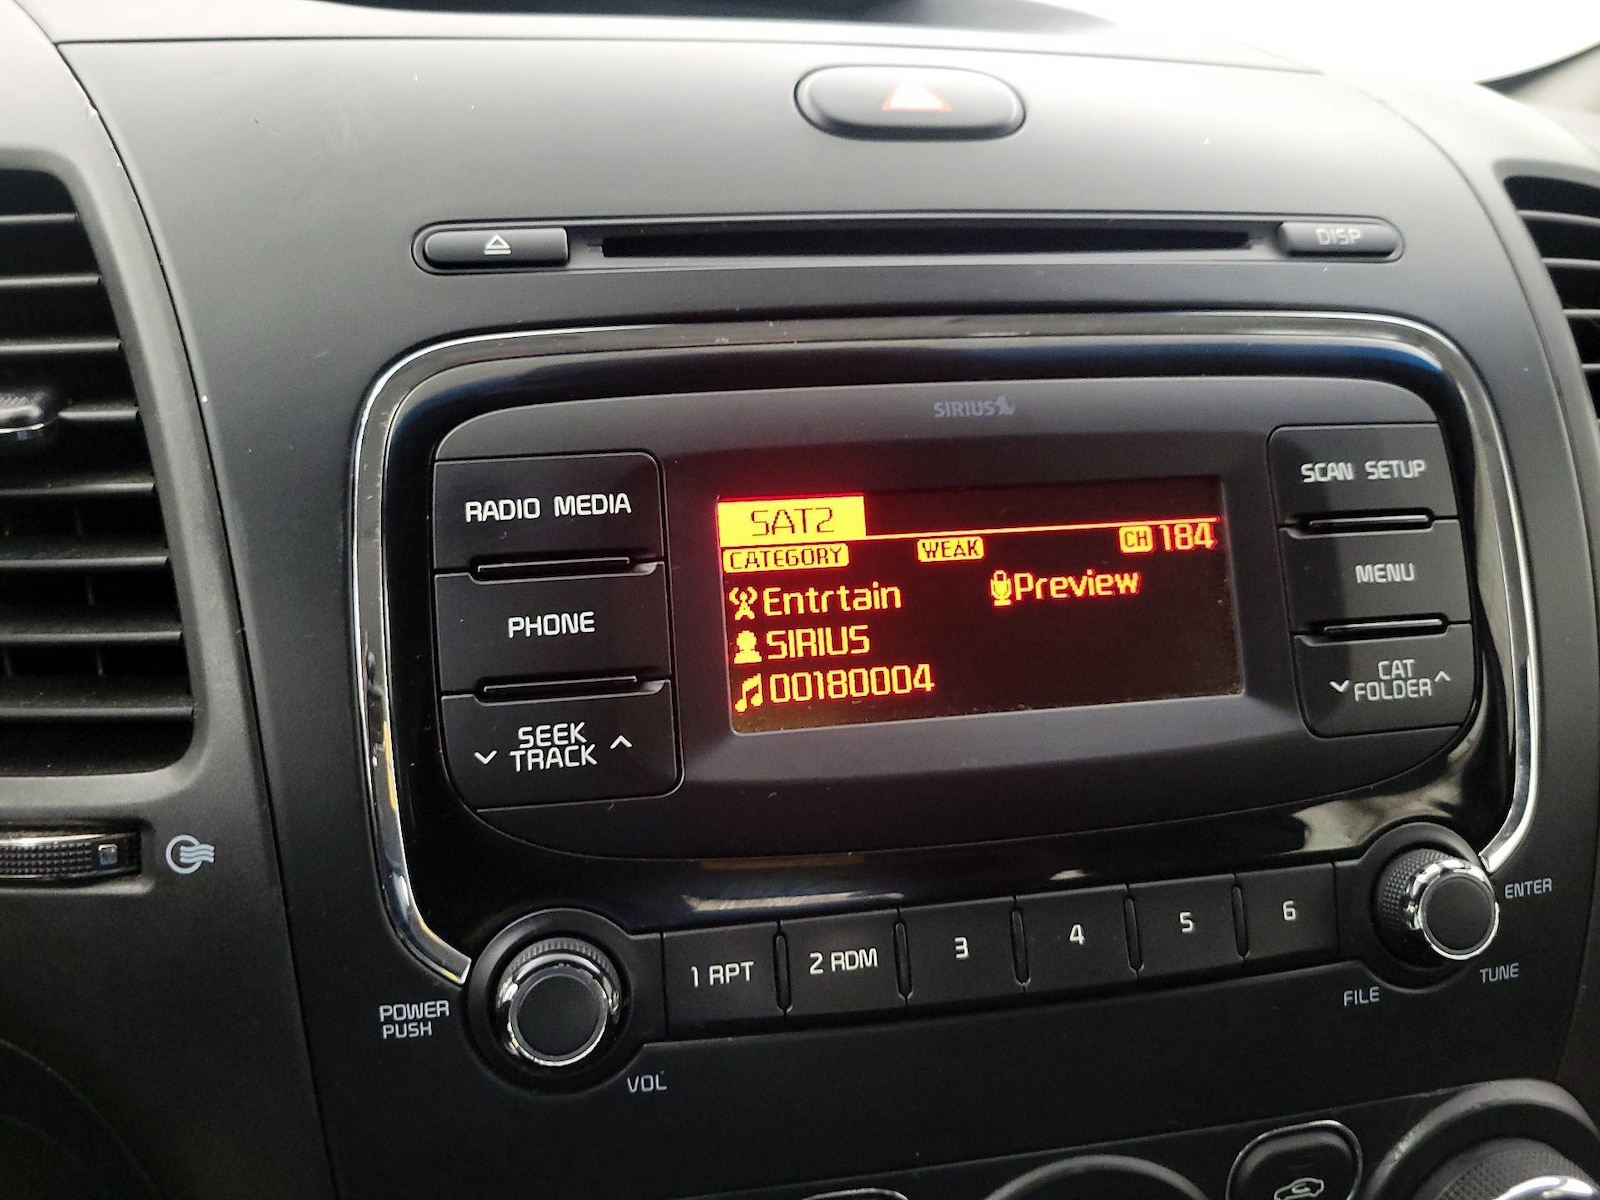 DISP
SIRIUS
RADIO MEDIA
PHONE
SEEK
TRACK
SAT2
CATEGORY WEAK CH 184
Entrtain Preview
SIRIUS
00180004
SCAN SETUP
MENU
CAT
FOLDER
1 RPT 2 RDM 3 4 5 6
POWER
PUSH
VOL
ENTER
TUNE
FILE